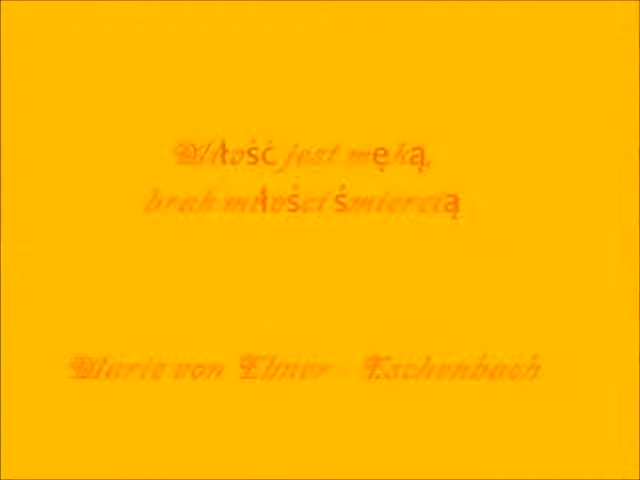 Miłość jest męką,
brak miłości śmiercią
Marie von Ebner - Eschenbach